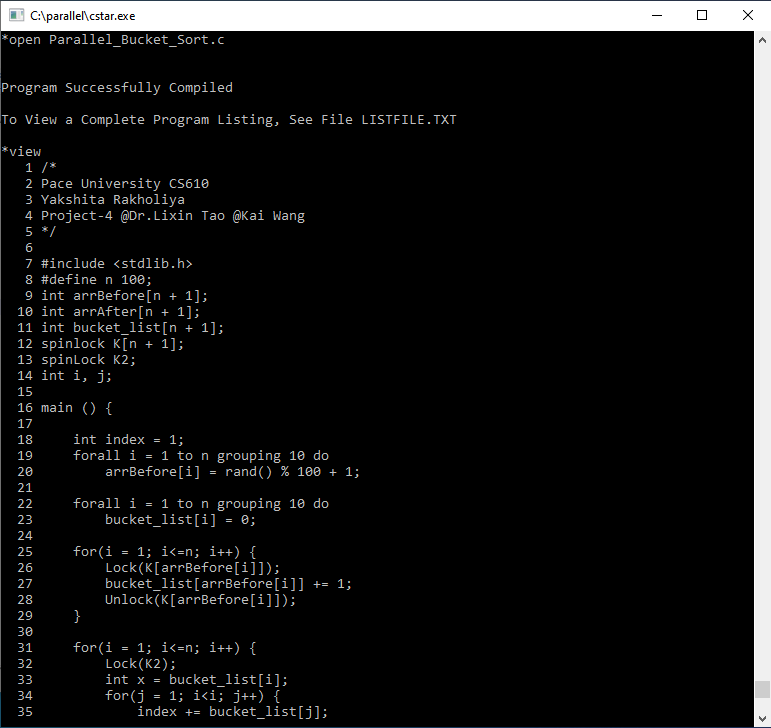 C:\parallel\cstar.exe
*open Parallel_Bucket_Sort.c
Program Successfully Compiled
To View a Complete Program Listing, See File LISTFILE.TXT
*view
1 /*
2 Pace University CS610
3 Yakshita Rakholiya
4 Project-4 @Dr.Lixin Tao @Kai Wang
5 */
6
7 #include <stdlib.h>
8 #define n 100;
9 int arrBefore[n + 1];
10 int arrAfter[n + 1];
11 int bucket_list[n + 1];
12 spinlock K[n + 1];
13 spinLock K2;
14 int i, j;
15
16 main () {
17
18     int index = 1;
19     forall i = 1 to n grouping 10 do
20         arrBefore[i] = rand() % 100 + 1;
21
22     forall i = 1 to n grouping 10 do
23         bucket_list[i] = 0;
24
25     for(i = 1; i<=n; i++) {
26         Lock(K[arrBefore[i]]);
27         bucket_list[arrBefore[i]] += 1;
28         Unlock(K[arrBefore[i]]);
29     }
30
31     for(i = 1; i<=n; i++) {
32         Lock(K2);
33         int x = bucket_list[i];
34         for(j = 1; i<i; j++) {
35             index += bucket_list[j];